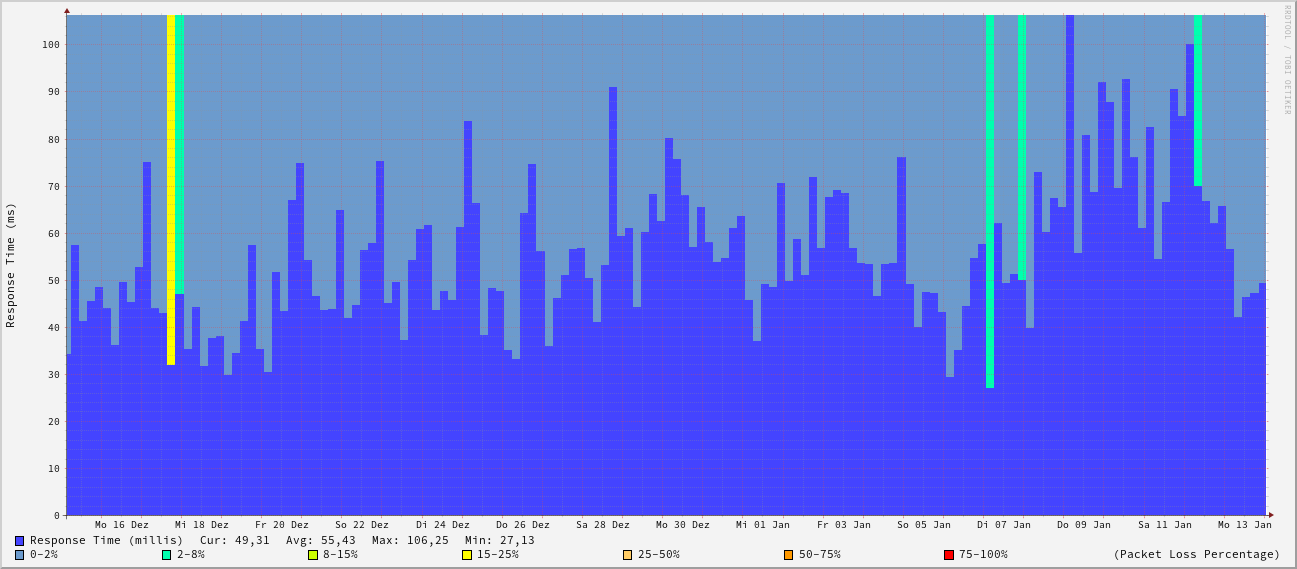 RRDTOOL / TOBI OETIKER
Response Time (ms)
100
90
80
70
60
50
40
30
20
10
0
Mo 16 Dez Mi 18 Dez Fr 20 Dez So 22 Dez Di 24 Dez Do 26 Dez Sa 28 Dez Mo 30 Dez Mi 01 Jan Fr 03 Jan So 05 Jan Di 07 Jan Do 09 Jan Sa 11 Jan Mo 13 Jan
Response Time (millis) Cur: 49,31 Avg: 55,43 Max: 106,25 Min: 27,13
0-2% 2-8% 8-15% 15-25% 25-50% 50-75% 75-100% (Packet Loss Percentage)